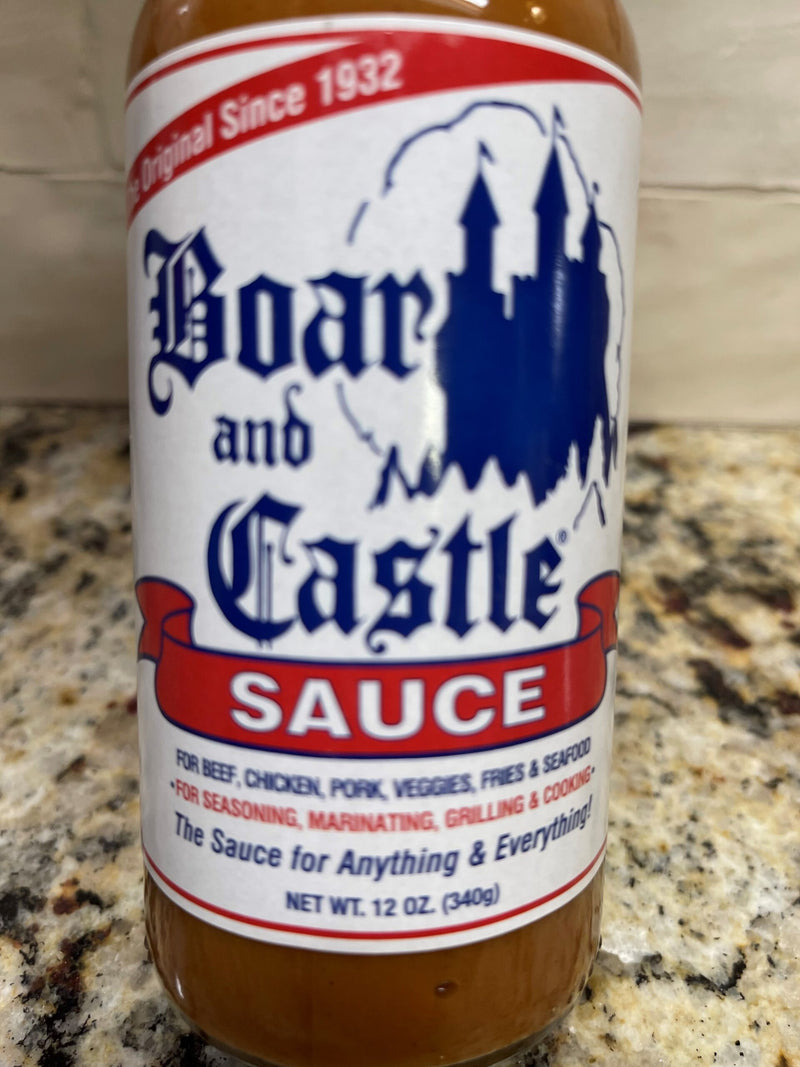 The Original Since 1932
Boar
and
Castle®
SAUCE
FOR BEEF, CHICKEN, PORK, VEGGIES, FRIES & SEAFOOD
•FOR SEASONING, MARINATING, GRILLING & COOKING•
The Sauce for Anything & Everything!
NET WT. 12 OZ. (340g)